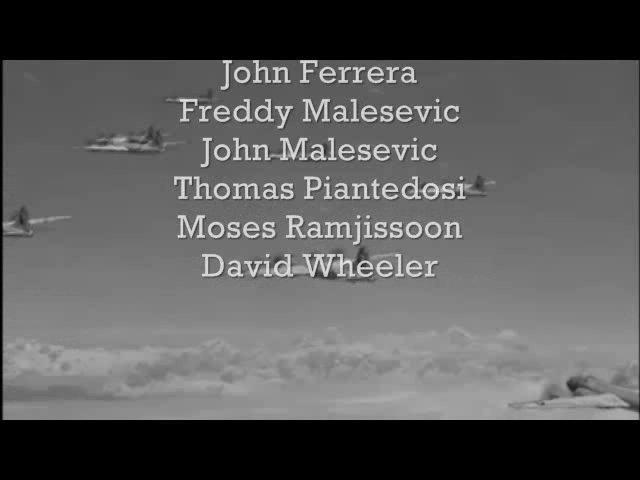 John Ferrera
Freddy Malesevic
John Malesevic
Thomas Piantedosi
Moses Ramjissoon
David Wheeler